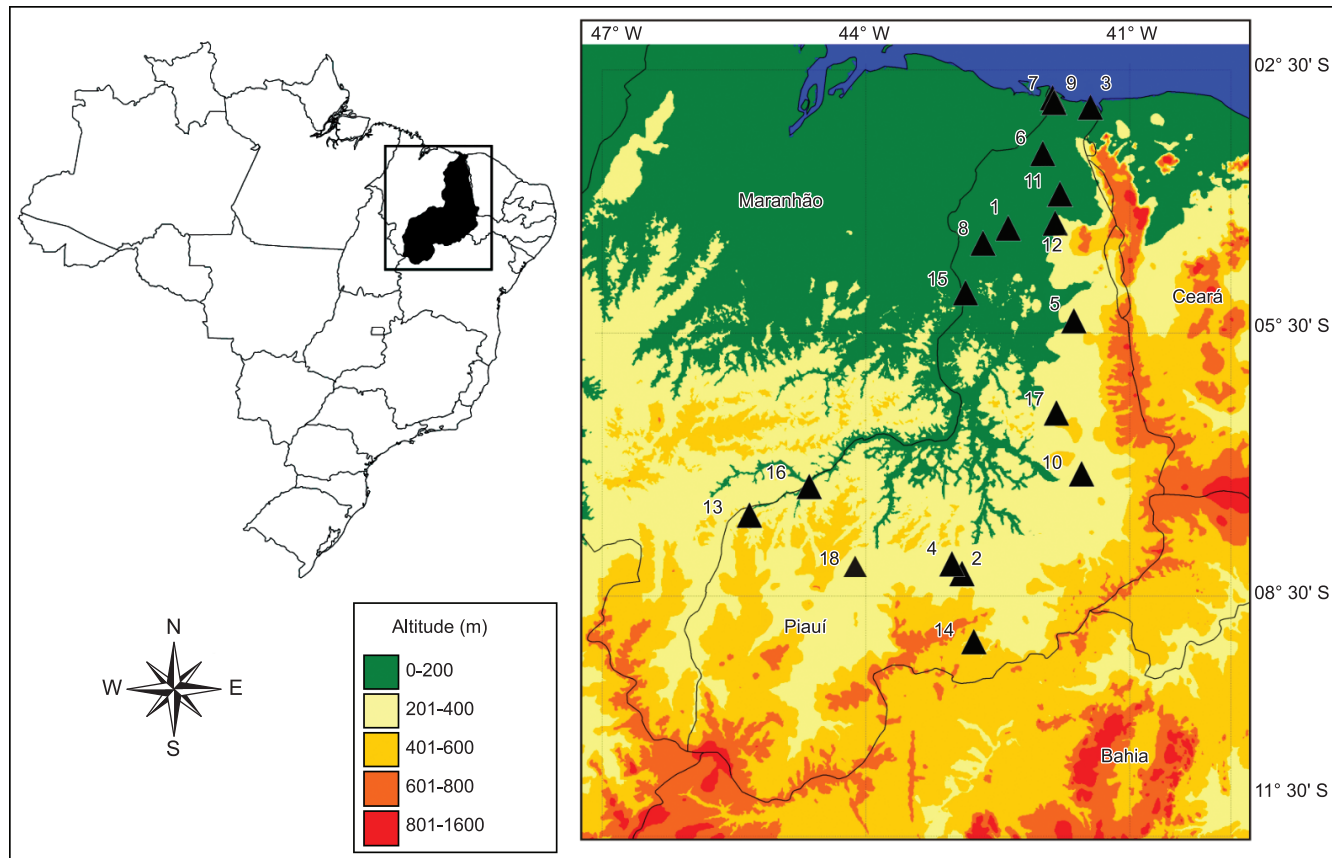 47° W 44° W 41° W
02° 30' S
7 9 3
6
11
Maranhão
1
8
12
15
Ceará
5
05° 30' S
17
10
16
13
18 4 2
08° 30' S
Piauí
14
Bahia
11° 30' S
N
W E
S
Altitude (m)
0-200
201-400
401-600
601-800
801-1600